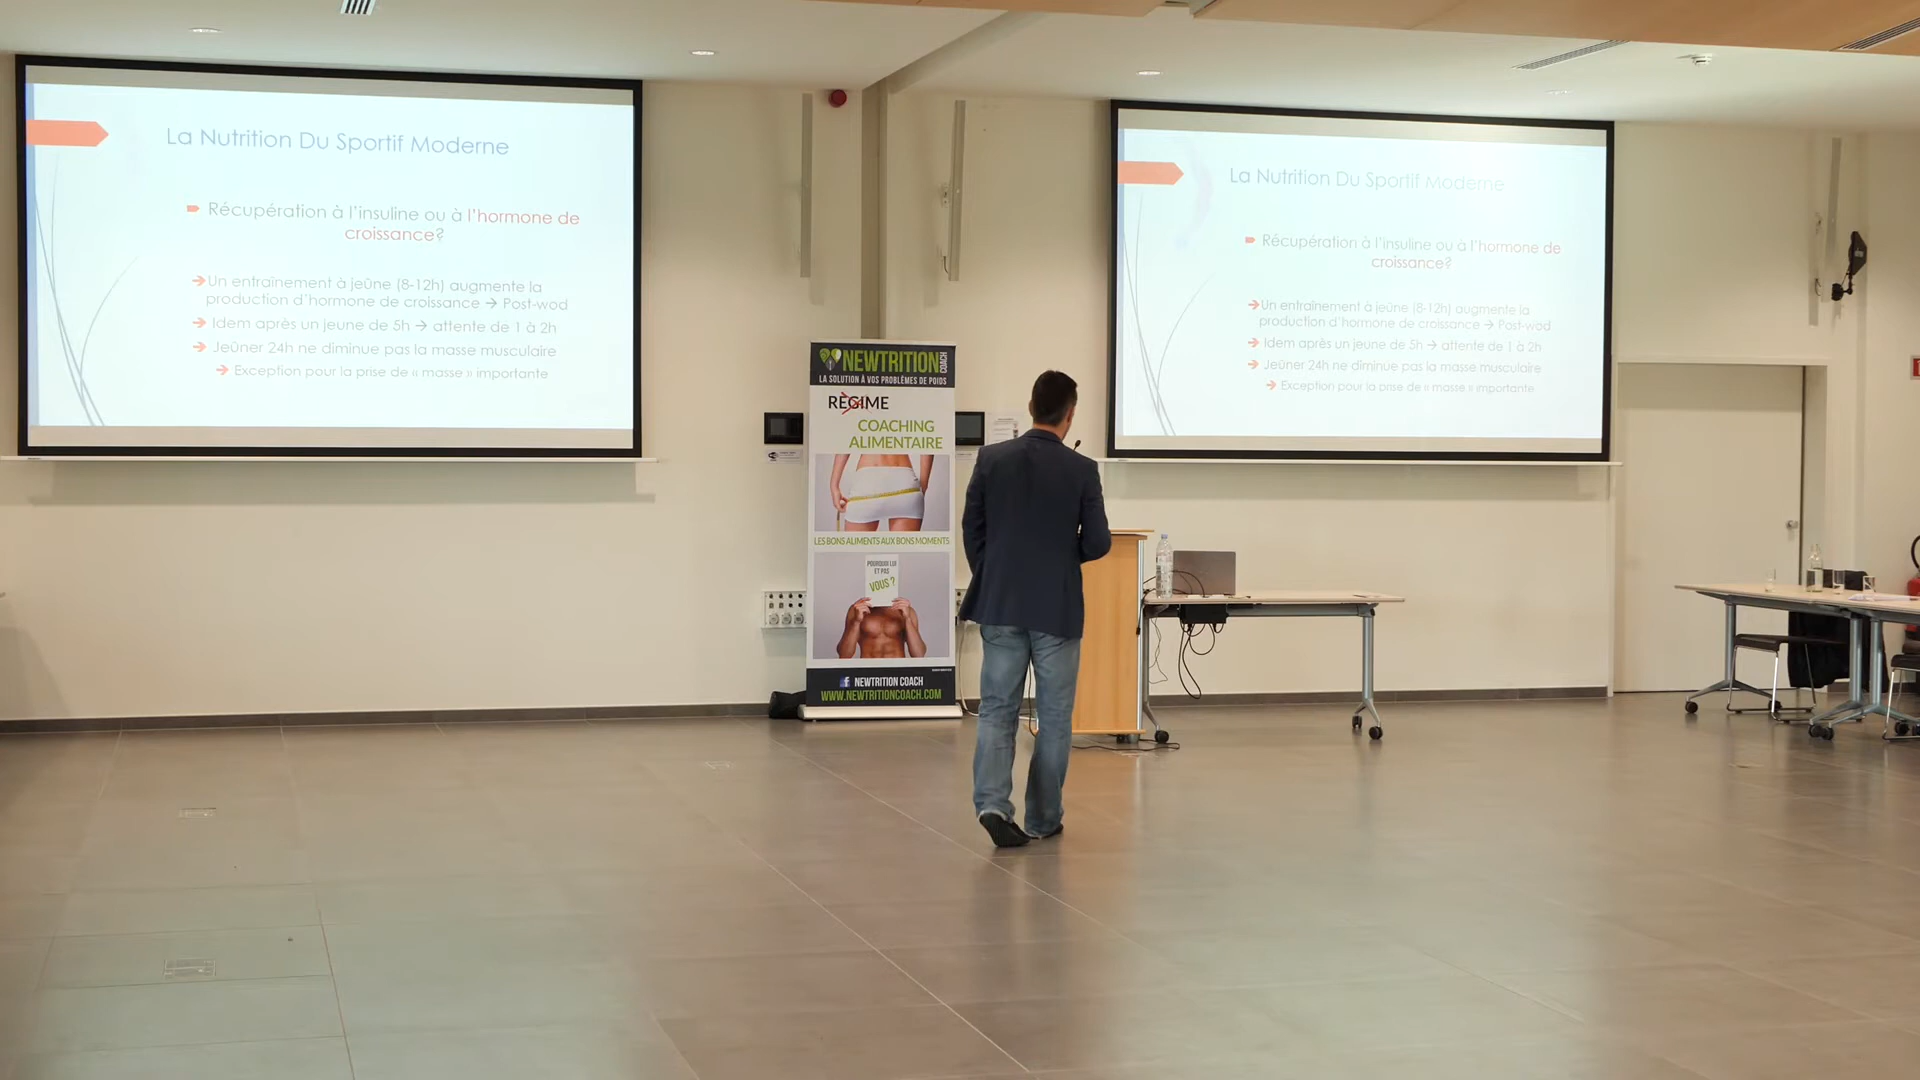 La Nutrition Du Sportif Moderne
Récupération à l'insuline ou à l'hormone de
croissance?
Un entraînement à jeûne (8-12h) augmente la
production d'hormone de croissance → Post-wod
Idem après un jeune de 5h → attente de 1 à 2h
Jeûner 24h ne diminue pas la masse musculaire
Exception pour la prise de « masse » importante
NEWTRITION COACH
LA SOLUTION À VOS PROBLÈMES DE POIDS
RÉGIME
COACHING
ALIMENTAIRE
LES BONS ALIMENTS AUX BONS MOMENTS
POURQUOI LUI
ET PAS
VOUS ?
f NEWTRITION COACH
WWW.NEWTRITIONCOACH.COM
La Nutrition Du Sportif Moderne
Récupération à l'insuline ou à l'hormone de
croissance?
Un entraînement à jeûne (8-12h) augmente la
production d'hormone de croissance → Post-wod
Idem après un jeune de 5h → attente de 1 à 2h
Jeûner 24h ne diminue pas la masse musculaire
Exception pour la prise de « masse » importante